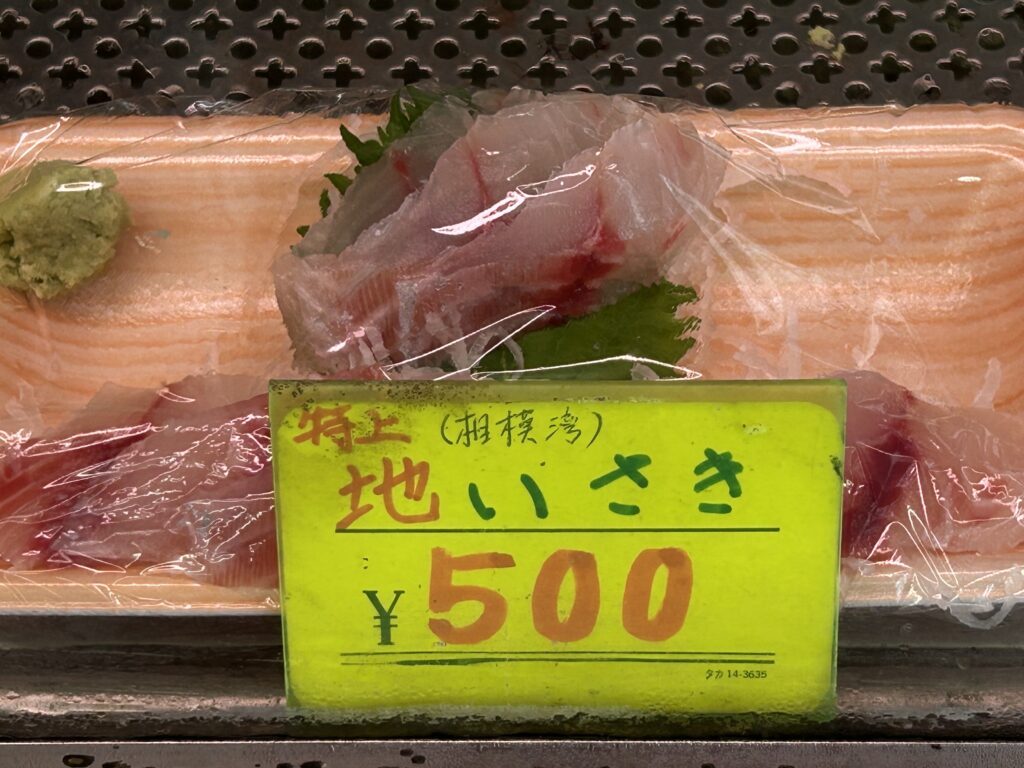 特上 (相模湾)
地いさき
¥500
タカ 14-3635